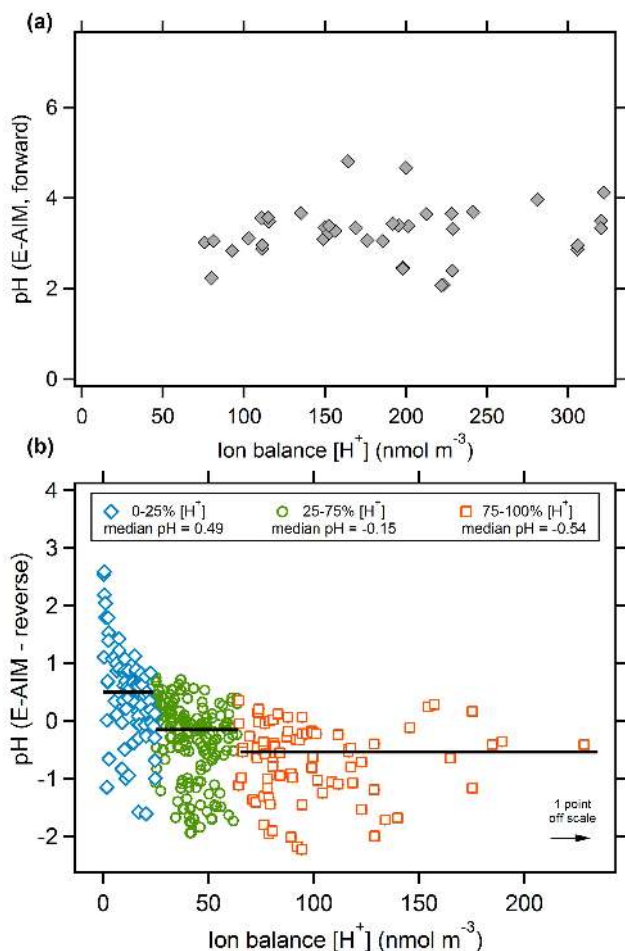 (a)
pH (E-AIM, forward)
6
4
2
0
0 50 100 150 200 250 300
Ion balance [H⁺] (nmol m⁻³)
(b)
pH (E-AIM - reverse)
4
3
2
1
0
-1
-2
0-25% [H⁺] 25-75% [H⁺] 75-100% [H⁺]
median pH = 0.49 median pH = -0.15 median pH = -0.54
1 point
off scale
0 50 100 150 200
Ion balance [H⁺] (nmol m⁻³)